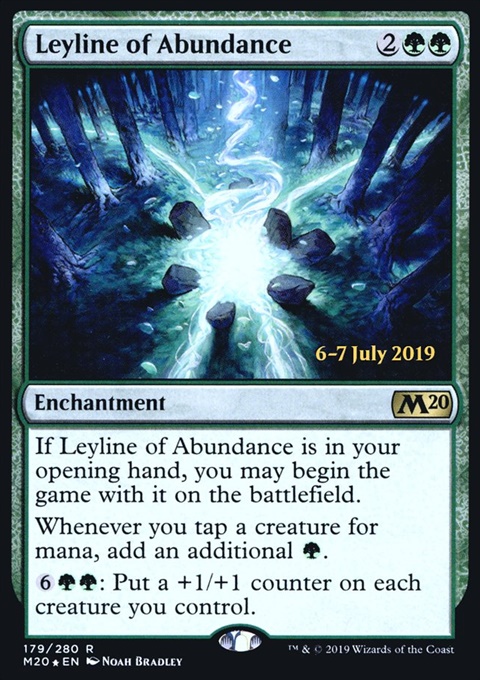 Leyline of Abundance 2
6–7 July 2019
Enchantment M20
If Leyline of Abundance is in your
opening hand, you may begin the
game with it on the battlefield.
Whenever you tap a creature for
mana, add an additional .
6 : Put a +1/+1 counter on each
creature you control.
179/280 R ™ & © 2019 Wizards of the Coast
M20★EN Noah Bradley